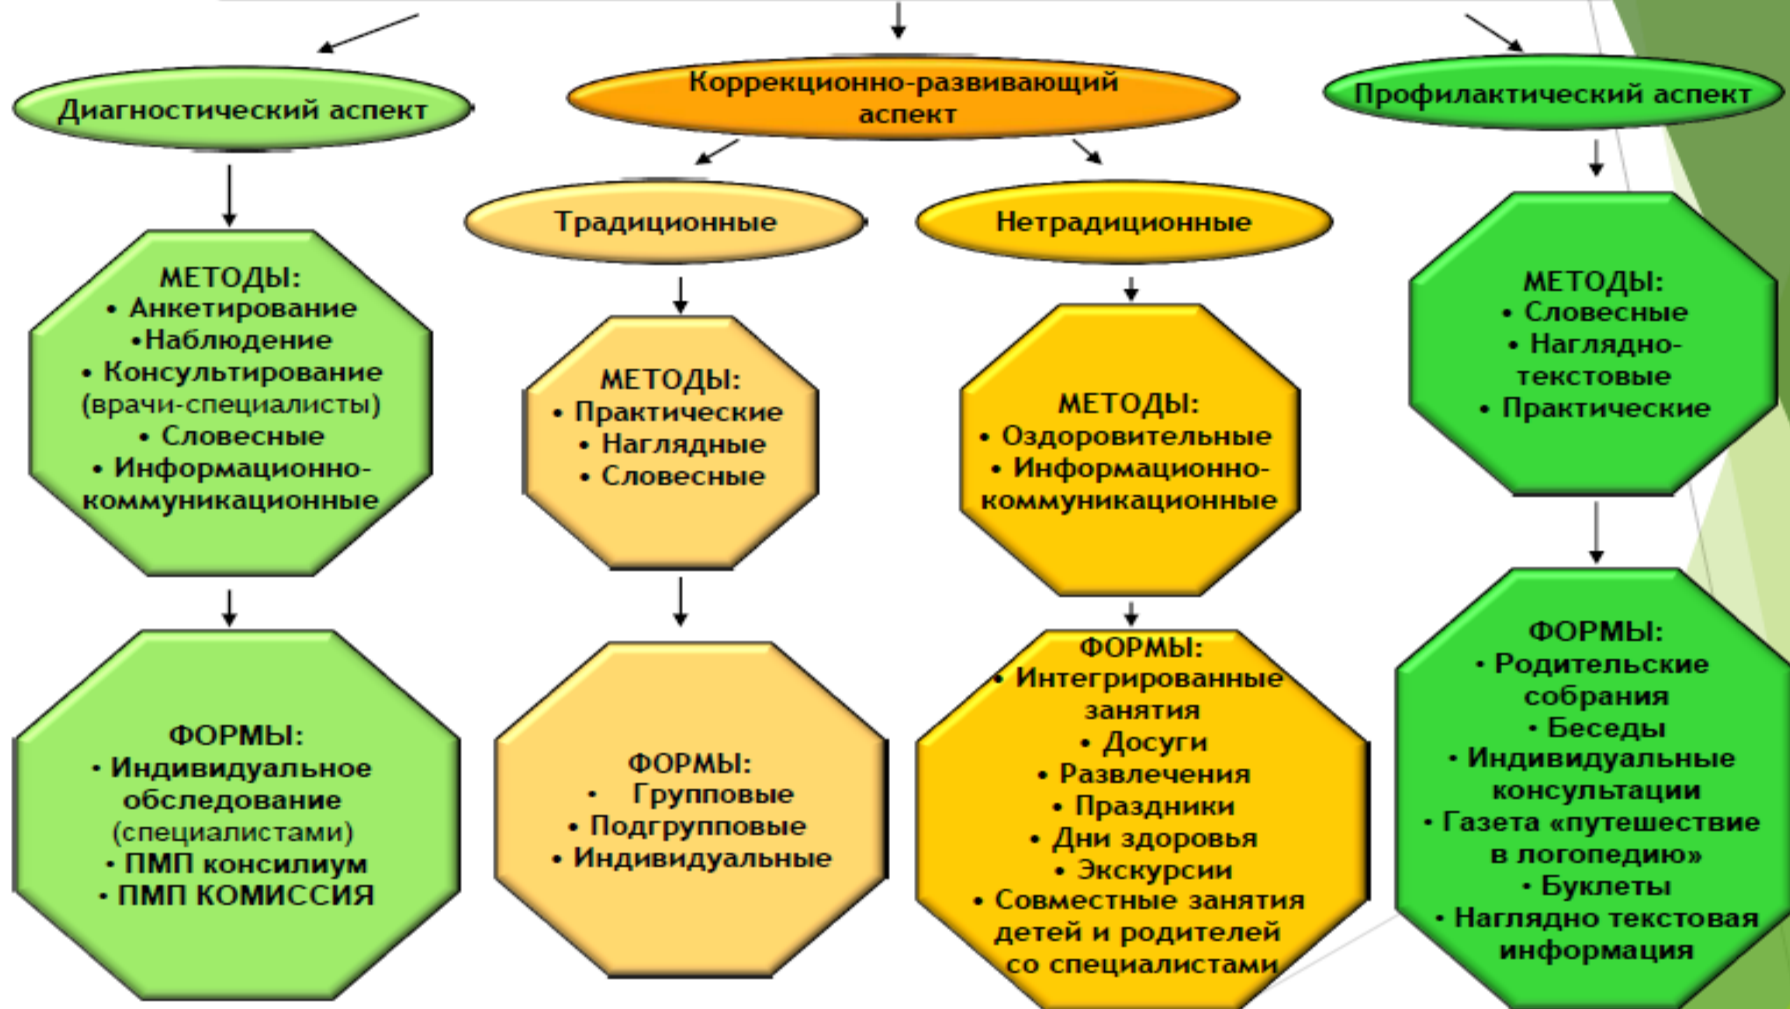 Диагностический аспект
МЕТОДЫ:
• Анкетирование
•Наблюдение
• Консультирование
(врачи-специалисты)
• Словесные
• Информационно-
коммуникационные
ФОРМЫ:
• Индивидуальное
обследование
(специалистами)
• ПМП консилиум
• ПМП КОМИССИЯ
Коррекционно-развивающий
аспект
Традиционные
МЕТОДЫ:
• Практические
• Наглядные
• Словесные
ФОРМЫ:
• Групповые
• Подгрупповые
• Индивидуальные
Нетрадиционные
МЕТОДЫ:
• Оздоровительные
• Информационно-
коммуникационные
ФОРМЫ:
• Интегрированные
занятия
• Досуги
• Развлечения
• Праздники
• Дни здоровья
• Экскурсии
• Совместные занятия
детей и родителей
со специалистами
Профилактический аспект
МЕТОДЫ:
• Словесные
• Наглядно-
текстовые
• Практические
ФОРМЫ:
• Родительские
собрания
• Беседы
• Индивидуальные
консультации
• Газета «путешествие
в логопедию»
• Буклеты
• Наглядно текстовая
информация